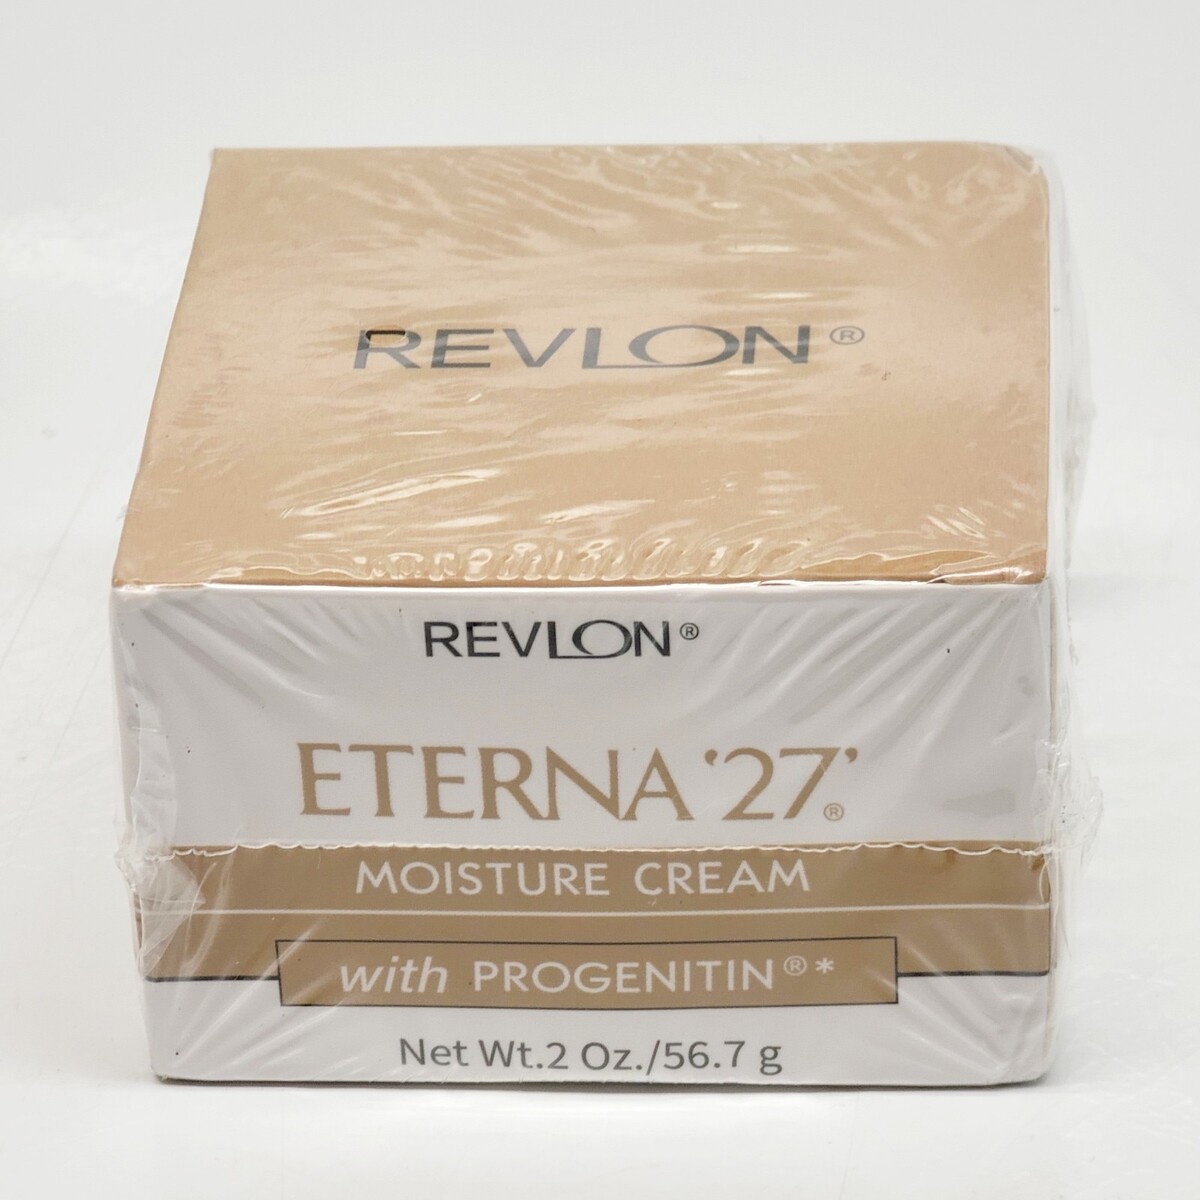 REVLON®
REVLON®
ETERNA ‘27’®
MOISTURE CREAM
with PROGENITIN®*
Net Wt.2 Oz./56.7 g